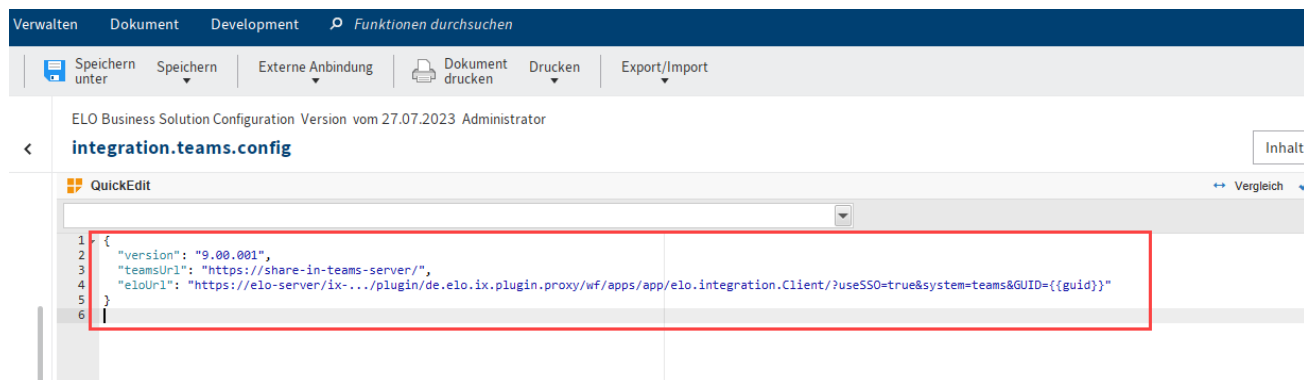 Verwalten Dokument Development Funktionen durchsuchen
Speichern unter Speichern Externe Anbindung Dokument drucken Drucken Export/Import
ELO Business Solution Configuration Version vom 27.07.2023 Administrator
integration.teams.config
Inhalt
QuickEdit
Vergleich
1 {
2 "version": "9.00.001",
3 "teamsUrl": "https://share-in-teams-server/",
4 "eloUrl": "https://elo-server/ix-.../plugin/de.elo.ix.plugin.proxy/wf/apps/app/elo.integration.Client/?useSSO=true&system=teams&GUID={{guid}}"
5 }
6